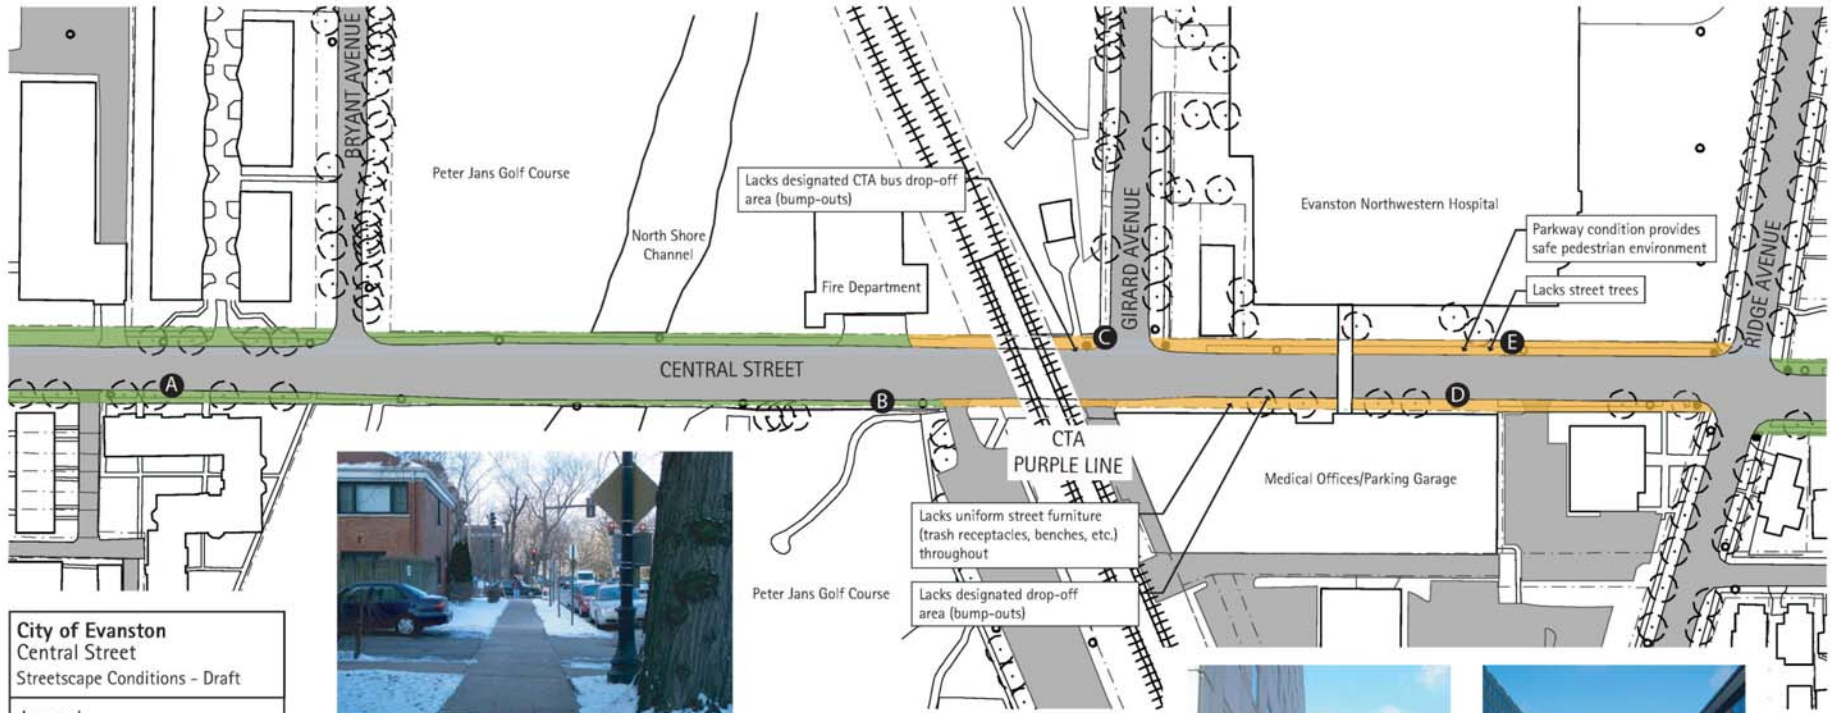 BRYANT AVENUE
Peter Jans Golf Course
North Shore
Channel
Lacks designated CTA bus drop-off
area (bump-outs)
Fire Department
GIRARD AVENUE
Evanston Northwestern Hospital
Parkway condition provides
safe pedestrian environment
Lacks street trees
RIDGE AVENUE
C
E
CENTRAL STREET
A
B
D
CTA
PURPLE LINE
Medical Offices/Parking Garage
Lacks uniform street furniture
(trash receptacles, benches, etc.)
throughout
Peter Jans Golf Course
Lacks designated drop-off
area (bump-outs)
City of Evanston
Central Street
Streetscape Conditions - Draft